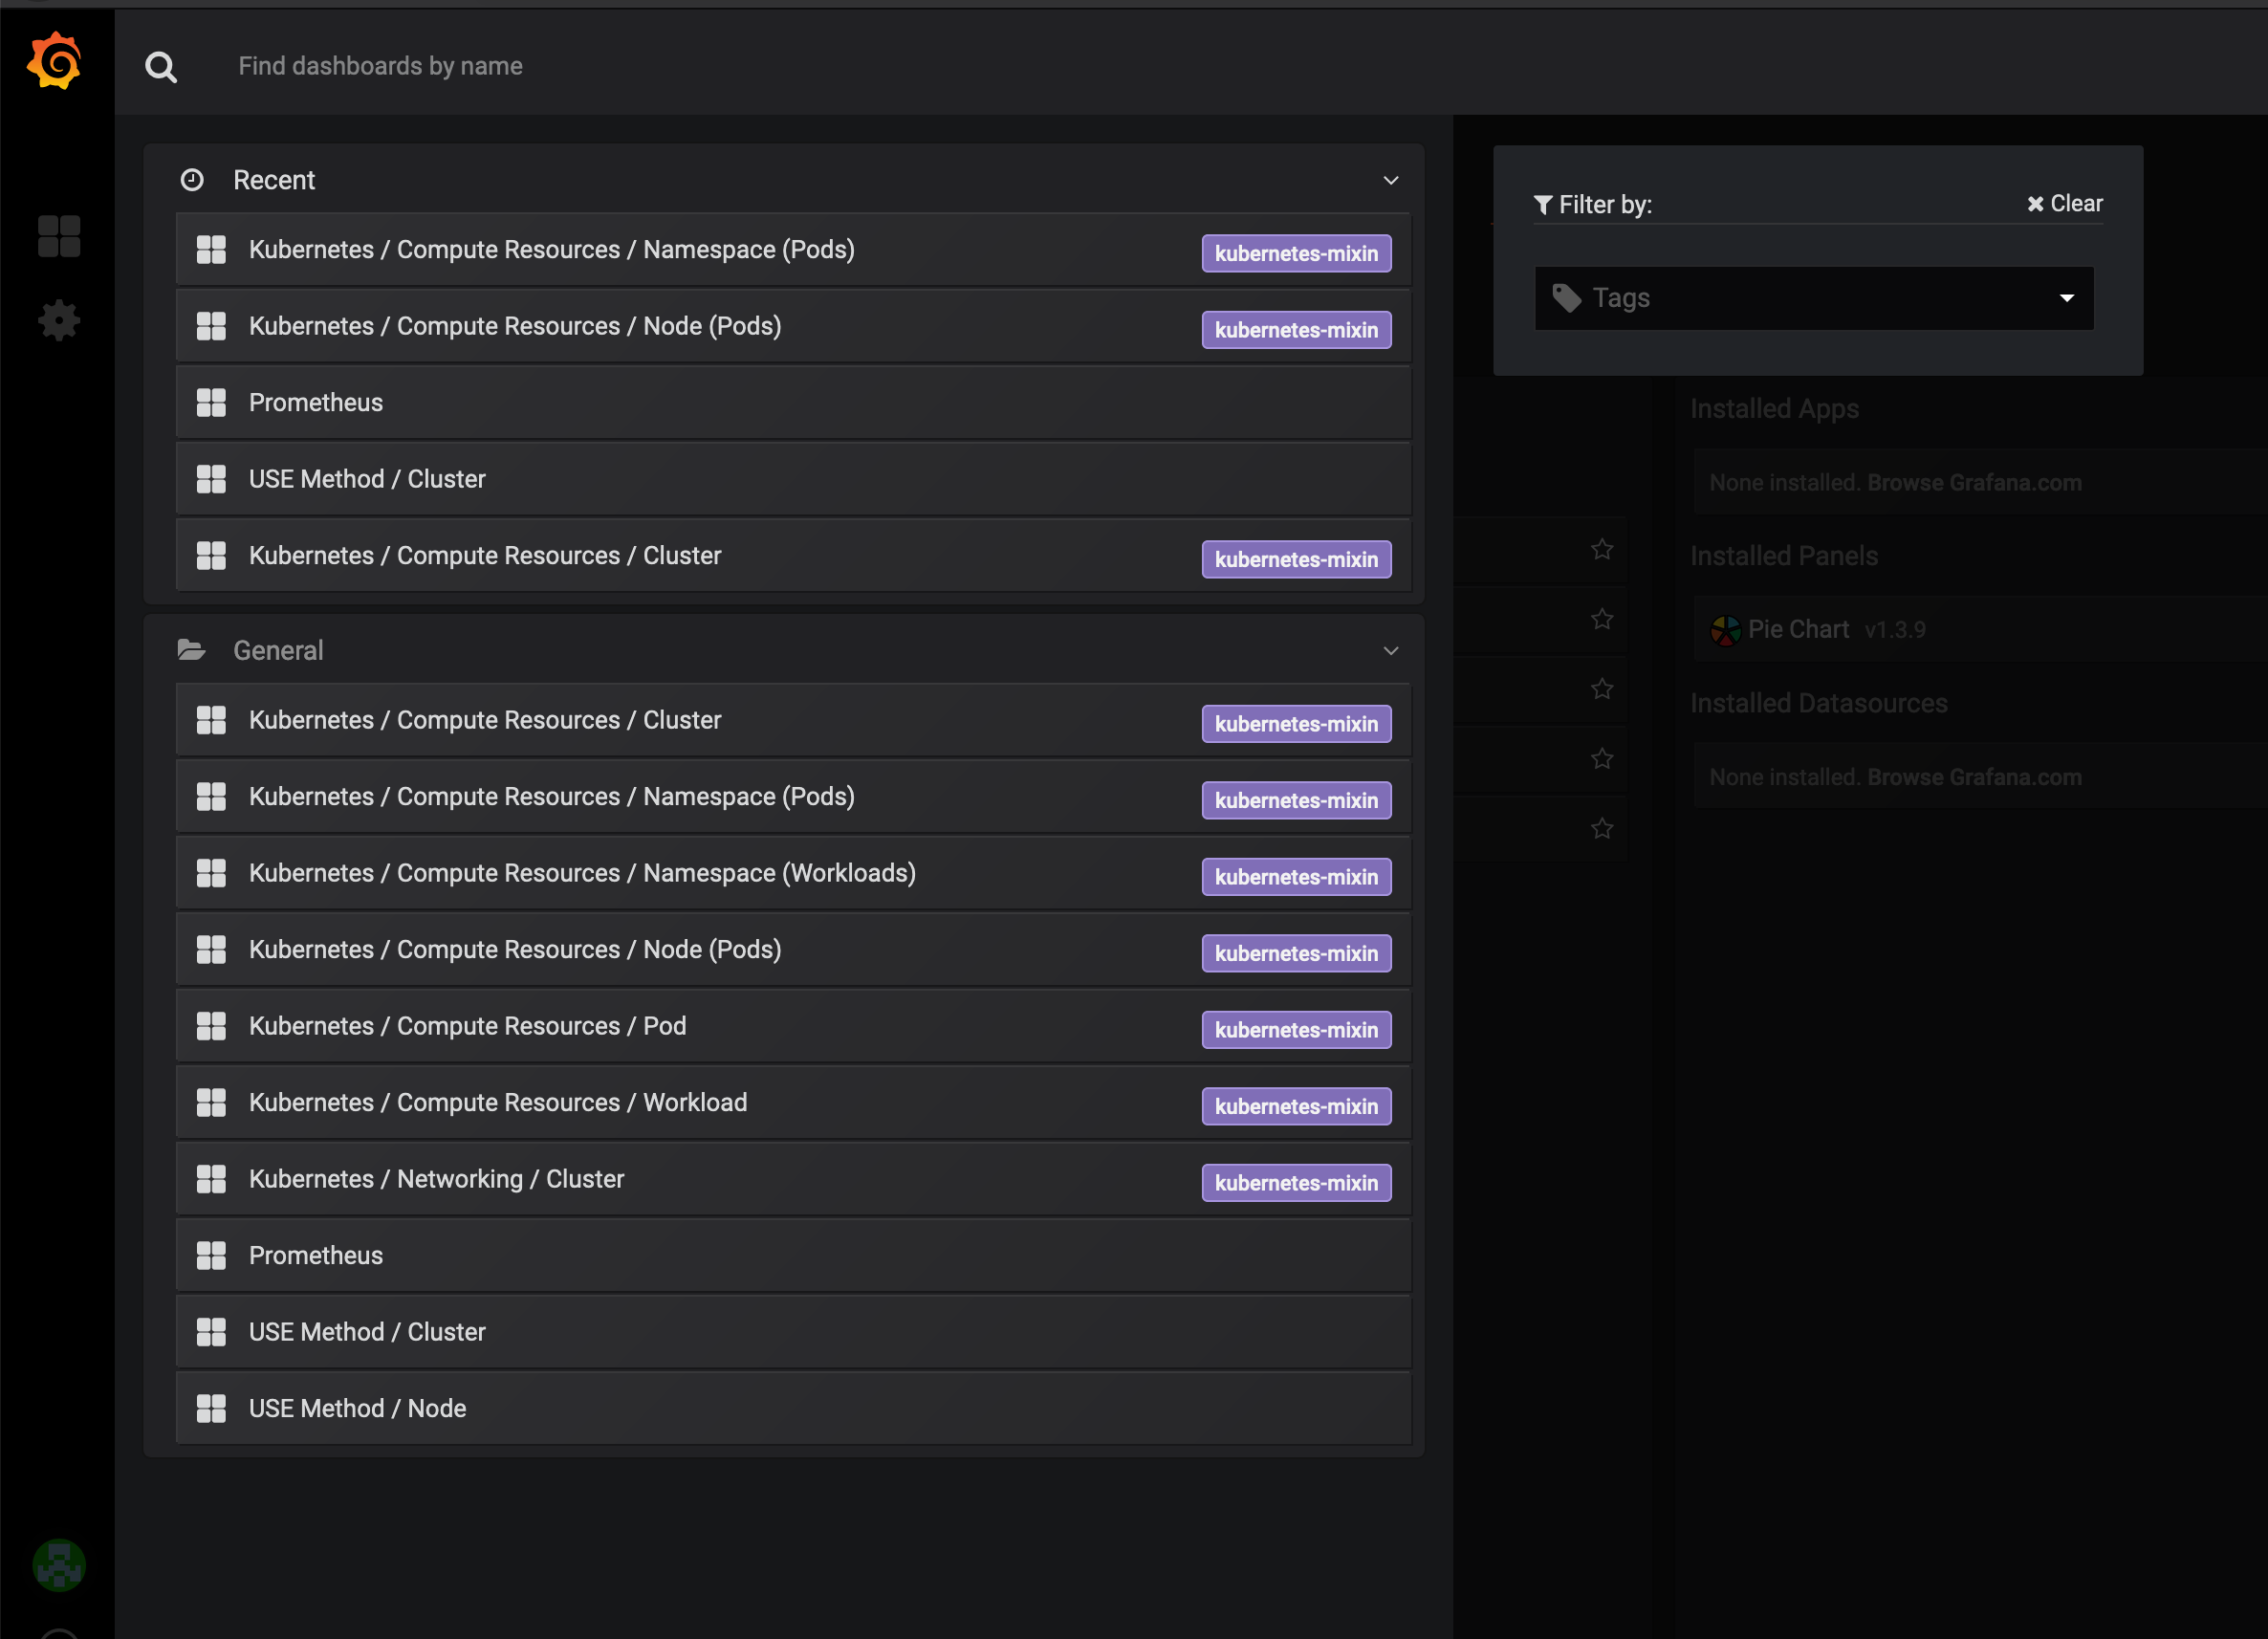 Find dashboards by name
Recent
Kubernetes / Compute Resources / Namespace (Pods) kubernetes-mixin
Kubernetes / Compute Resources / Node (Pods) kubernetes-mixin
Prometheus
USE Method / Cluster
Kubernetes / Compute Resources / Cluster kubernetes-mixin
General
Kubernetes / Compute Resources / Cluster kubernetes-mixin
Kubernetes / Compute Resources / Namespace (Pods) kubernetes-mixin
Kubernetes / Compute Resources / Namespace (Workloads) kubernetes-mixin
Kubernetes / Compute Resources / Node (Pods) kubernetes-mixin
Kubernetes / Compute Resources / Pod kubernetes-mixin
Kubernetes / Compute Resources / Workload kubernetes-mixin
Kubernetes / Networking / Cluster kubernetes-mixin
Prometheus
USE Method / Cluster
USE Method / Node
Filter by: Clear
Tags
Installed Apps
None installed. Browse Grafana.com
Installed Panels
Pie Chart v1.3.9
Installed Datasources
None installed. Browse Grafana.com